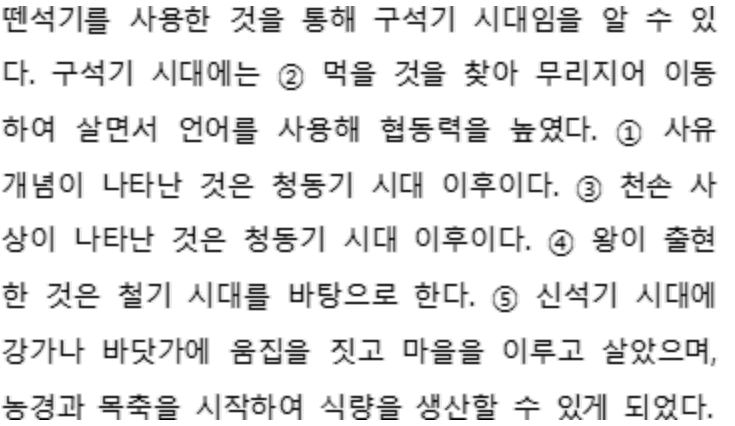 뗀석기를 사용한 것을 통해 구석기 시대임을 알 수 있
다. 구석기 시대에는 ② 먹을 것을 찾아 무리지어 이동
하여 살면서 언어를 사용해 협동력을 높였다. ① 사유
개념이 나타난 것은 청동기 시대 이후이다. ③ 천손 사
상이 나타난 것은 청동기 시대 이후이다. ④ 왕이 출현
한 것은 철기 시대를 바탕으로 한다. ⑤ 신석기 시대에
강가나 바닷가에 움집을 짓고 마을을 이루고 살았으며,
농경과 목축을 시작하여 식량을 생산할 수 있게 되었다.